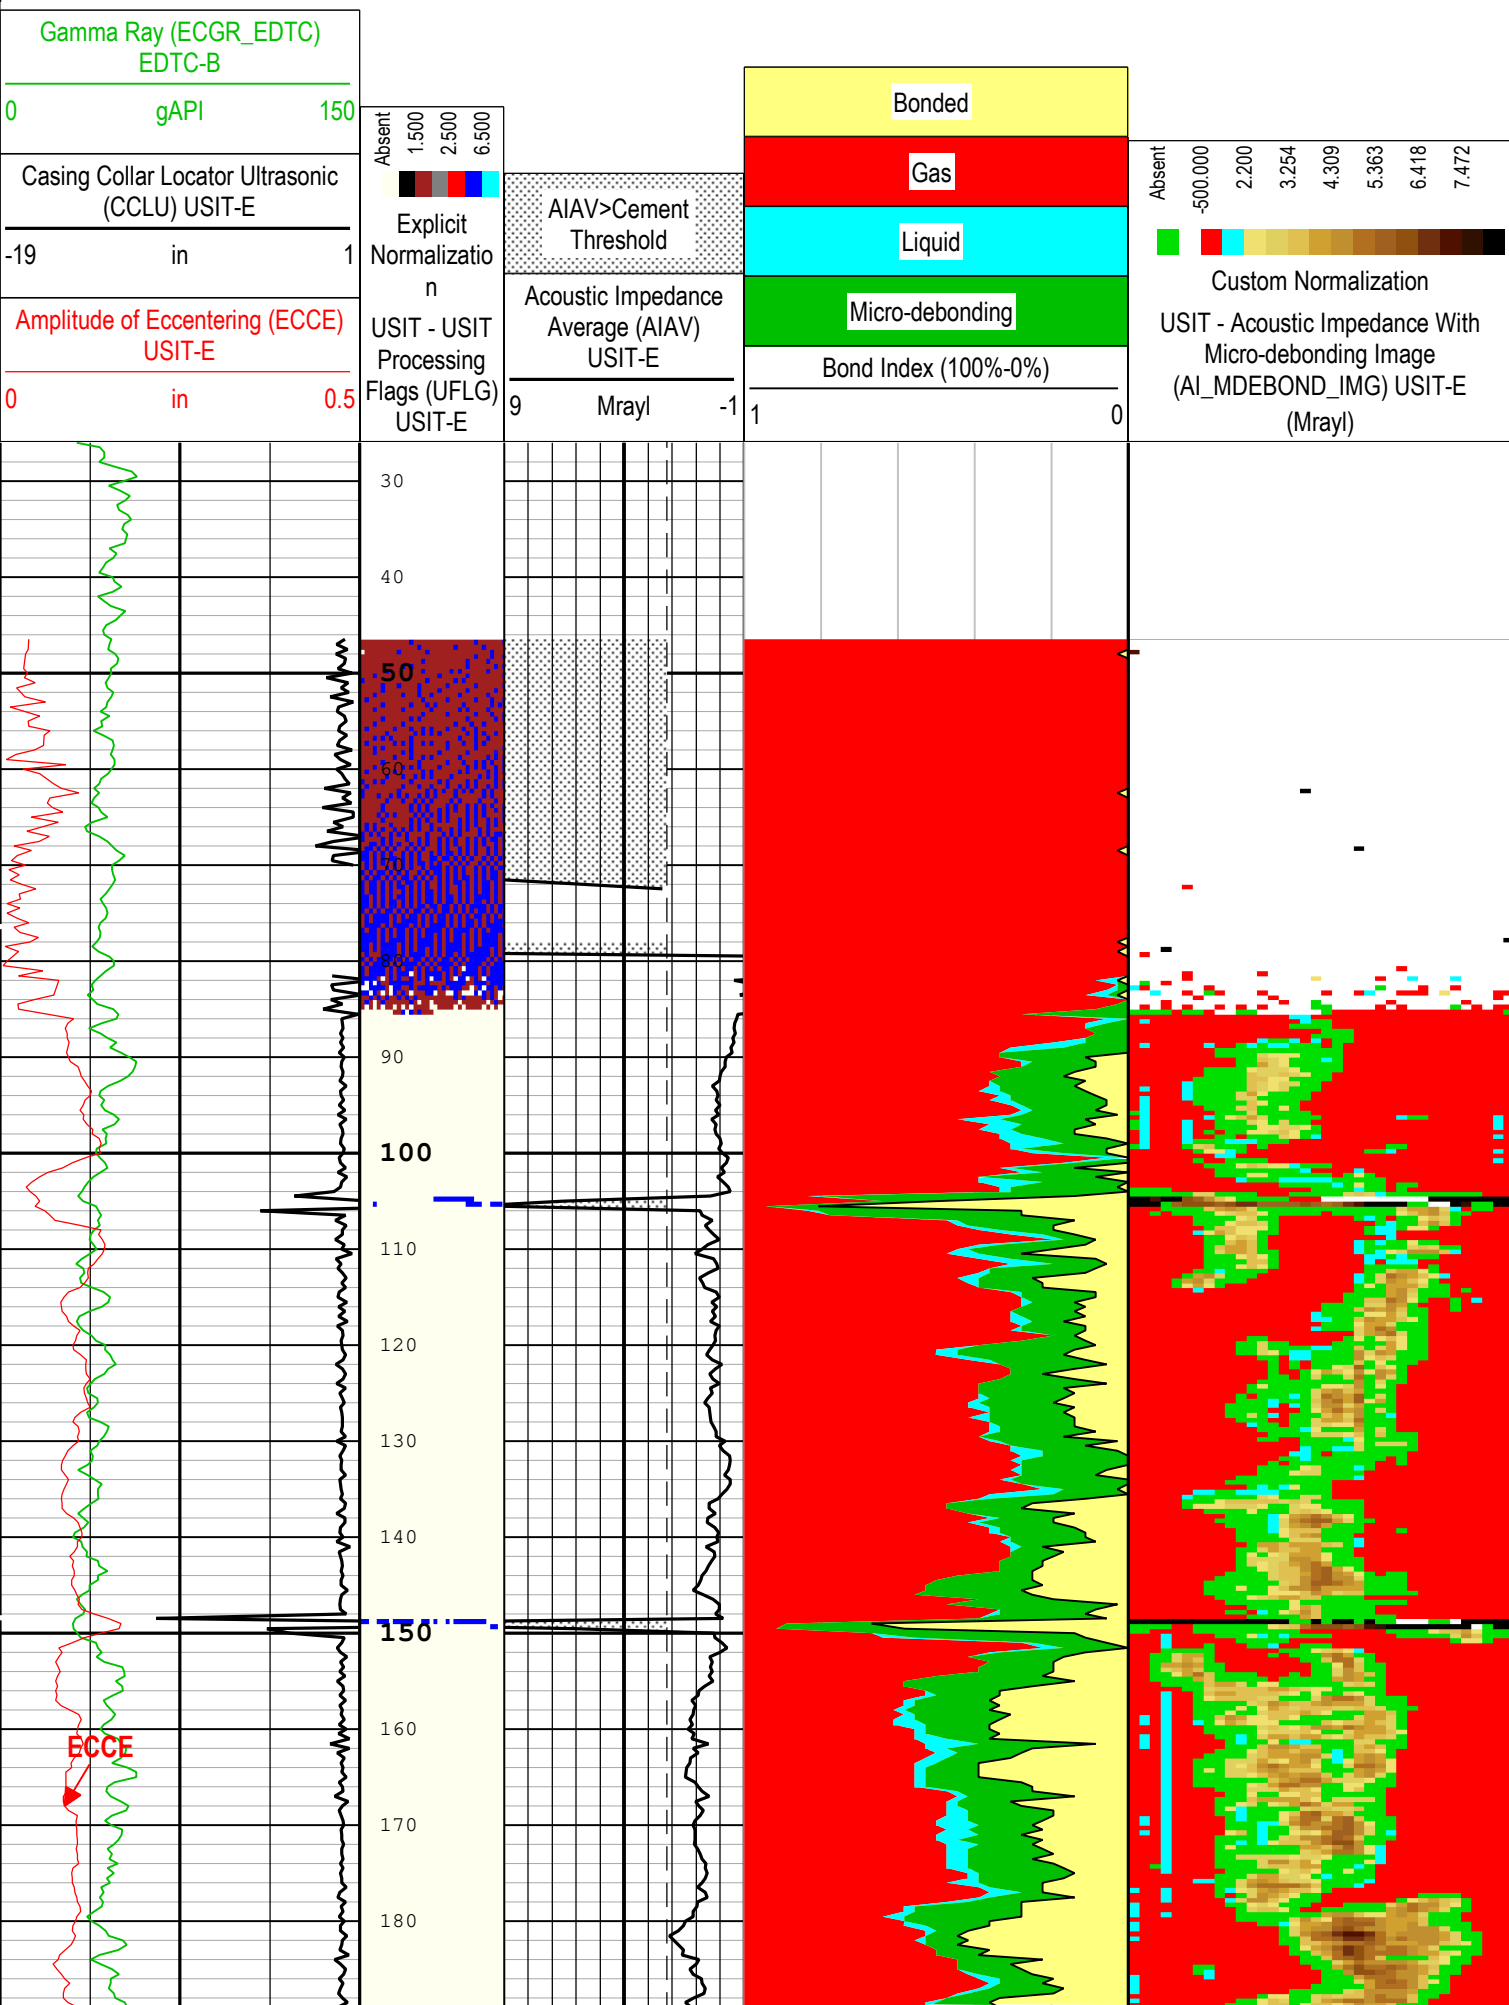 Gamma Ray (ECGR_EDTC)
EDTC-B
0 gAPI 150
Casing Collar Locator Ultrasonic
(CCLU) USIT-E
-19 in 1
Amplitude of Eccentering (ECCE)
USIT-E
0 in 0.5
Absent
1.500
2.500
6.500
Explicit
Normalizatio
n
USIT - USIT
Processing
Flags (UFLG)
USIT-E
AIAV>Cement
Threshold
Acoustic Impedance
Average (AIAV)
USIT-E
9 Mrayl -1
Bonded
Gas
Liquid
Micro-debonding
Bond Index (100%-0%)
1 0
Absent
-500.000
2.200
3.254
4.309
5.363
6.418
7.472
Custom Normalization
USIT - Acoustic Impedance With
Micro-debonding Image
(AI_MDEBOND_IMG) USIT-E
(Mrayl)
30
40
50
60
70
80
90
100
110
120
130
140
150
160
ECCE
170
180